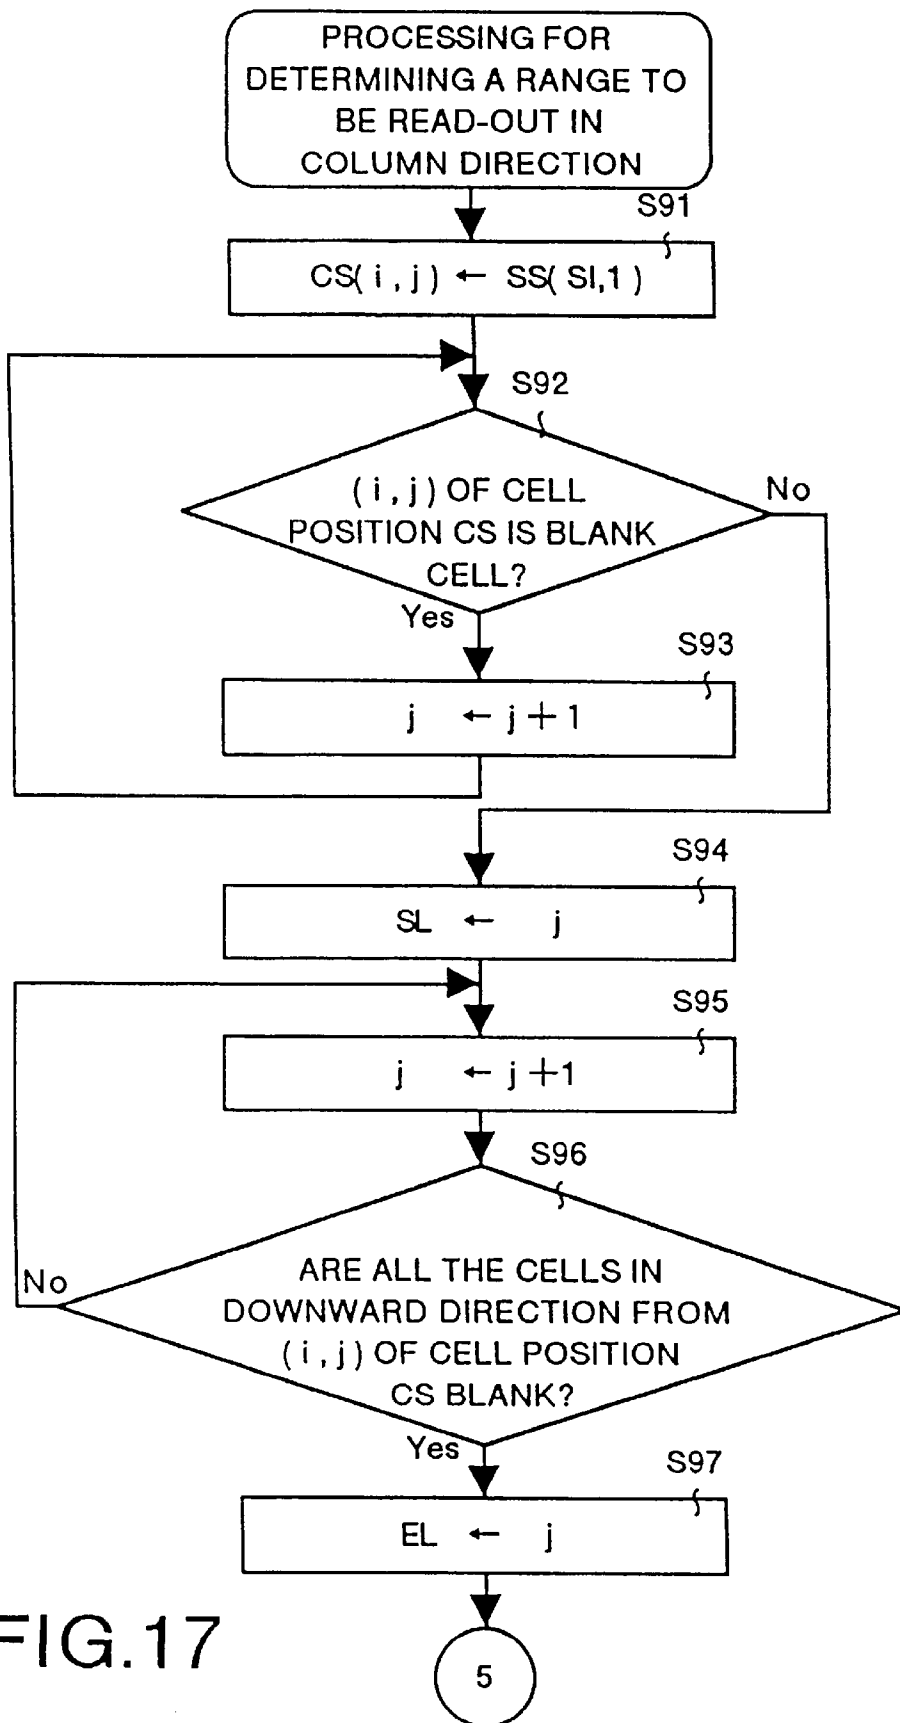 PROCESSING FOR
DETERMINING A RANGE TO
BE READ-OUT IN
COLUMN DIRECTION
S91
CS( i , j ) ← SS( SI,1 )
S92
( i , j ) OF CELL
POSITION CS IS BLANK
CELL?
No
Yes
S93
j ← j + 1
S94
SL ← j
S95
j ← j +1
S96
ARE ALL THE CELLS IN
DOWNWARD DIRECTION FROM
( i , j ) OF CELL POSITION
CS BLANK?
No
Yes
S97
EL ← j
5
FIG.17